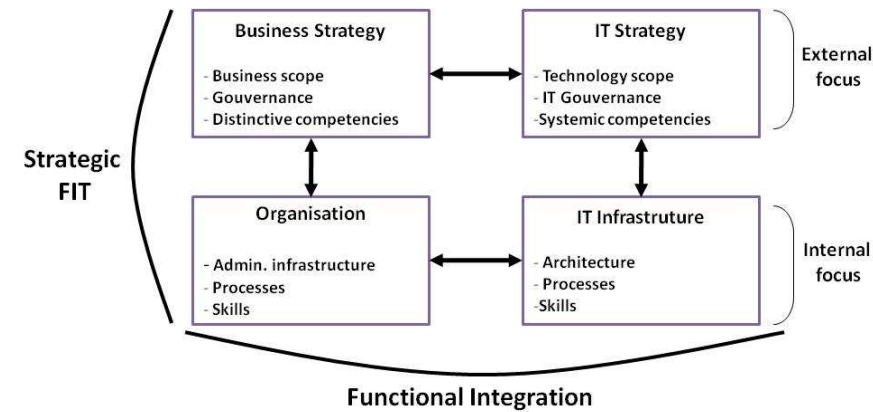 Business Strategy
- Business scope
- Gouvernance
- Distinctive competencies
IT Strategy
- Technology scope
- IT Gouvernance
-Systemic competencies
External
focus
Strategic
FIT
Organisation
- Admin. infrastructure
- Processes
- Skills
IT Infrastruture
- Architecture
- Processes
-Skills
Internal
focus
Functional Integration